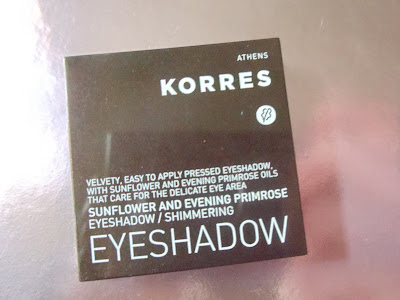 ATHENS
KORRES
VELVETY, EASY TO APPLY PRESSED EYESHADOW,
WITH SUNFLOWER AND EVENING PRIMROSE OILS
THAT CARE FOR THE DELICATE EYE AREA
SUNFLOWER AND EVENING PRIMROSE
EYESHADOW / SHIMMERING
EYESHADOW